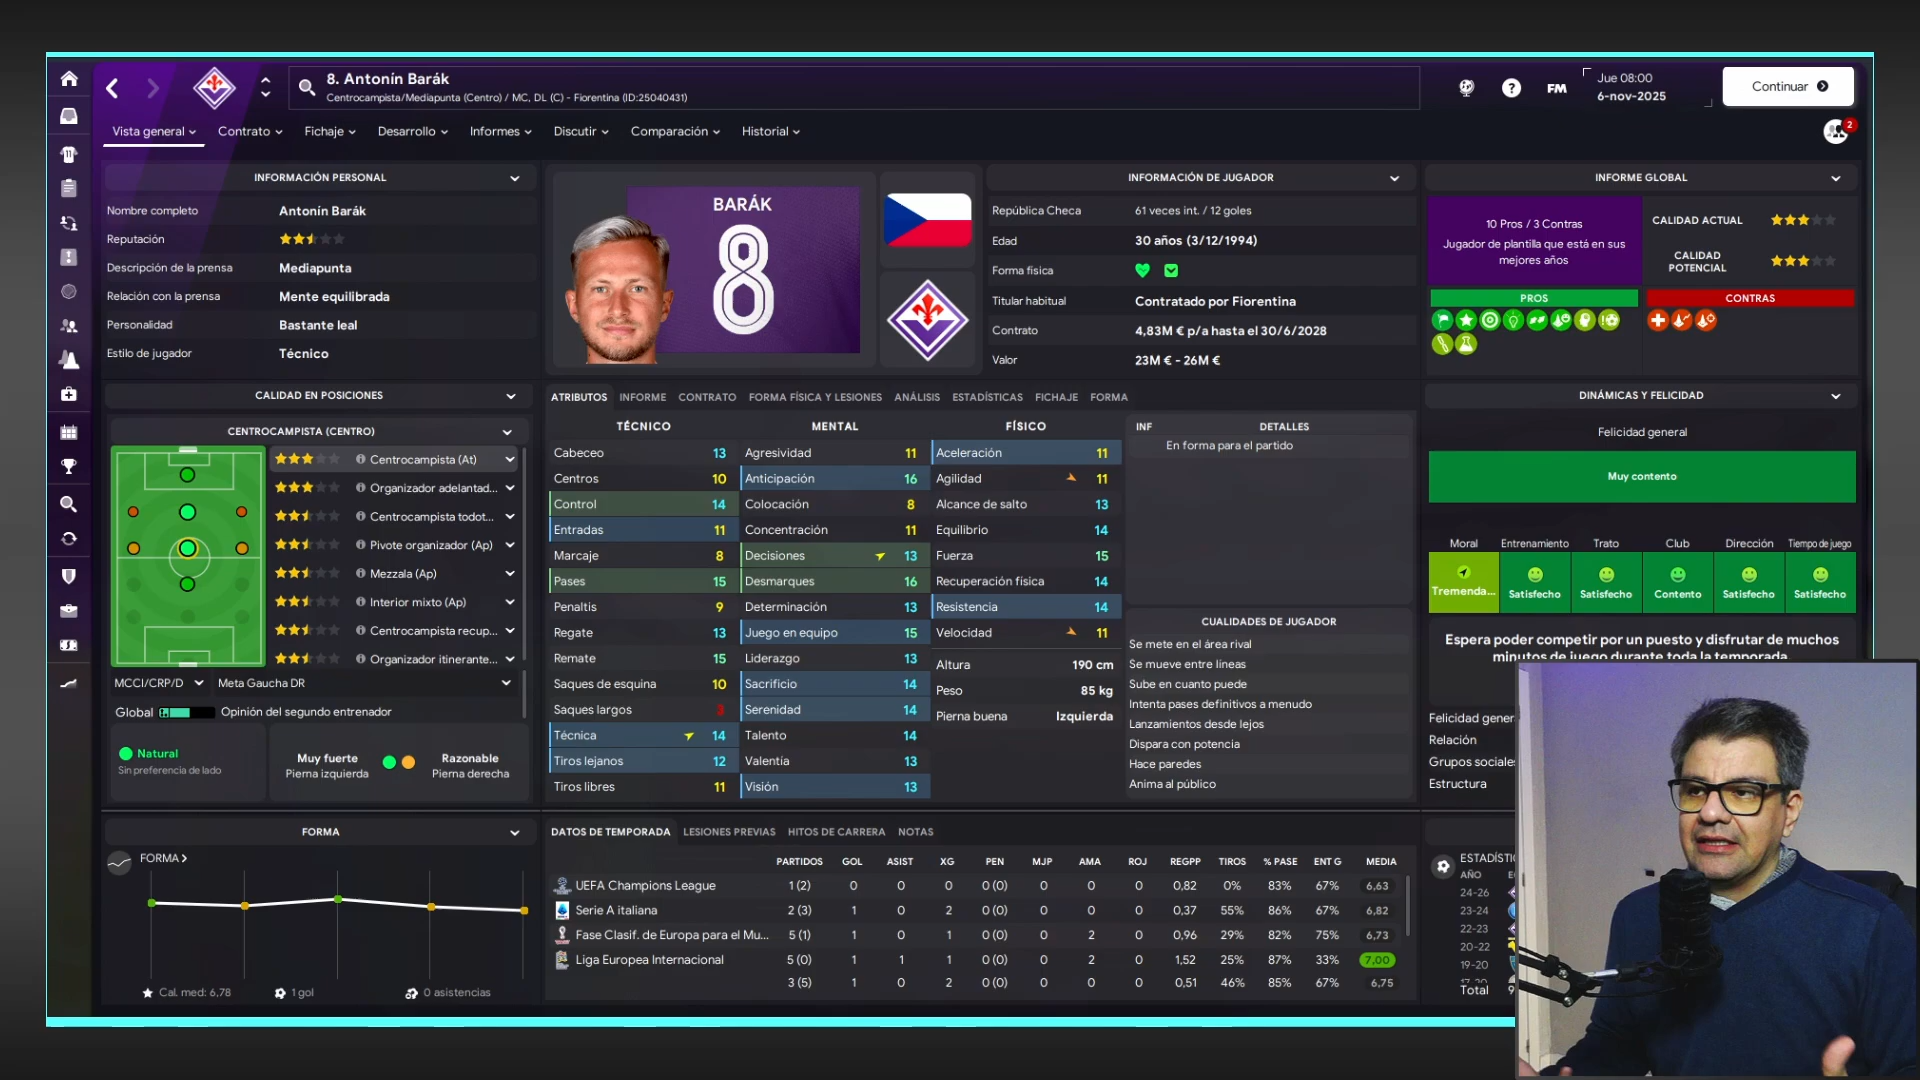 8. Antonín Barák
Centrocampista/Mediapunta (Centro) / MC, DL (C) - Fiorentina (ID:25040431)
FM
Jue 08:00
6-nov-2025
Continuar
Vista general
Contrato
Fichaje
Desarrollo
Informes
Discutir
Comparación
Historial
2
INFORMACIÓN PERSONAL
Nombre completo Antonín Barák
Reputación
Descripción de la prensa Mediapunta
Relación con la prensa Mente equilibrada
Personalidad Bastante leal
Estilo de jugador Técnico
BARÁK
8
INFORMACIÓN DE JUGADOR
República Checa 61 veces int. / 12 goles
Edad 30 años (3/12/1994)
Forma física
Titular habitual Contratado por Fiorentina
Contrato 4,83M € p/a hasta el 30/6/2028
Valor 23M € - 26M €
INFORME GLOBAL
10 Pros / 3 Contras
Jugador de plantilla que está en sus
mejores años
CALIDAD ACTUAL
CALIDAD
POTENCIAL
PROS
CONTRAS
CALIDAD EN POSICIONES
CENTROCAMPISTA (CENTRO)
Centrocampista (At)
Organizador adelantad...
Centrocampista todot...
Pivote organizador (Ap)
Mezzala (Ap)
Interior mixto (Ap)
Centrocampista recup...
Organizador itinerante...
MCCI/CRP/D Meta Gaucha DR
Global Opinión del segundo entrenador
Natural
Sin preferencia de lado
Muy fuerte
Pierna izquierda
Razonable
Pierna derecha
ATRIBUTOS INFORME CONTRATO FORMA FÍSICA Y LESIONES ANÁLISIS ESTADÍSTICAS FICHAJE FORMA
TÉCNICO
Cabeceo 13
Centros 10
Control 14
Entradas 11
Marcaje 8
Pases 15
Penaltis 9
Regate 13
Remate 15
Saques de esquina 10
Saques largos 3
Técnica 14
Tiros lejanos 12
Tiros libres 11
MENTAL
Agresividad 11
Anticipación 16
Colocación 8
Concentración 11
Decisiones 13
Desmarques 16
Determinación 13
Juego en equipo 15
Liderazgo 13
Sacrificio 14
Serenidad 14
Talento 14
Valentía 13
Visión 13
FÍSICO
Aceleración 11
Agilidad 11
Alcance de salto 13
Equilibrio 14
Fuerza 15
Recuperación física 14
Resistencia 14
Velocidad 11
Altura 190 cm
Peso 85 kg
Pierna buena Izquierda
INF DETALLES
En forma para el partido
CUALIDADES DE JUGADOR
Se mete en el área rival
Se mueve entre líneas
Sube en cuanto puede
Intenta pases definitivos a menudo
Lanzamientos desde lejos
Dispara con potencia
Hace paredes
Anima al público
DINÁMICAS Y FELICIDAD
Felicidad general
Muy contento
Moral Entrenamiento Trato Club Dirección Tiempo de juego
Tremenda... Satisfecho Satisfecho Contento Satisfecho Satisfecho
Espera poder competir por un puesto y disfrutar de muchos
minutos de juego durante toda la temporada.
Felicidad gener
Relación
Grupos sociale
Estructura
FORMA
FORMA
Cal. med: 6,78
1 gol
0 asistencias
DATOS DE TEMPORADA LESIONES PREVIAS HITOS DE CARRERA NOTAS
PARTIDOS GOL ASIST XG PEN MJP AMA ROJ REGPP TIROS % PASE ENT G MEDIA
UEFA Champions League 1 (2) 0 0 0 0 (0) 0 0 0 0,82 0% 83% 67% 6,63
Serie A italiana 2 (3) 1 0 2 0 (0) 0 0 0 0,37 55% 86% 67% 6,82
Fase Clasif. de Europa para el Mu... 5 (1) 1 0 1 0 (0) 0 2 0 0,96 29% 82% 75% 6,73
Liga Europea Internacional 5 (0) 1 1 1 0 (0) 0 2 0 1,52 25% 87% 33% 7,00
3 (5) 1 0 2 0 (0) 0 0 0 0,51 46% 85% 67% 6,75
ESTADÍSTI
AÑO
24-26
23-24
22-23
20-22
19-20
17-20
Total 9